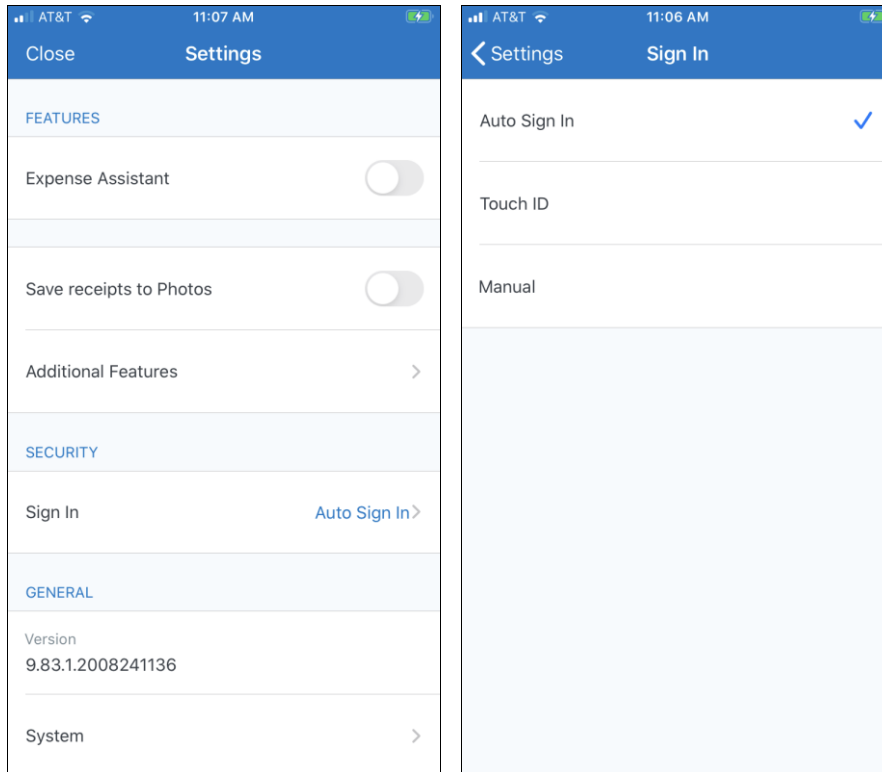 AT&T 11:07 AM
Close Settings
FEATURES
Expense Assistant
Save receipts to Photos
Additional Features
SECURITY
Sign In Auto Sign In
GENERAL
Version
9.83.1.2008241136
System
AT&T 11:06 AM
Settings Sign In
Auto Sign In
Touch ID
Manual